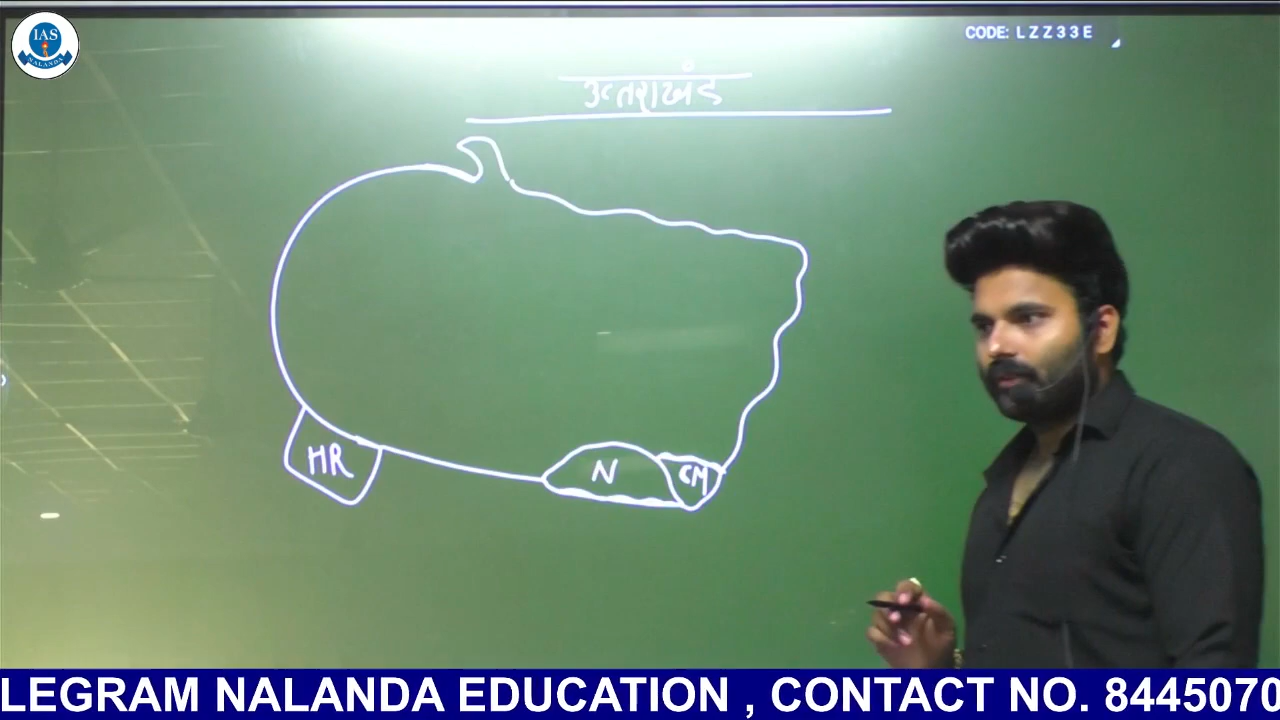 IAS
NALANDA
CODE: LZZ33E
उत्तराखंड
HR
N
CM
LEGRAM NALANDA EDUCATION , CONTACT NO. 8445070